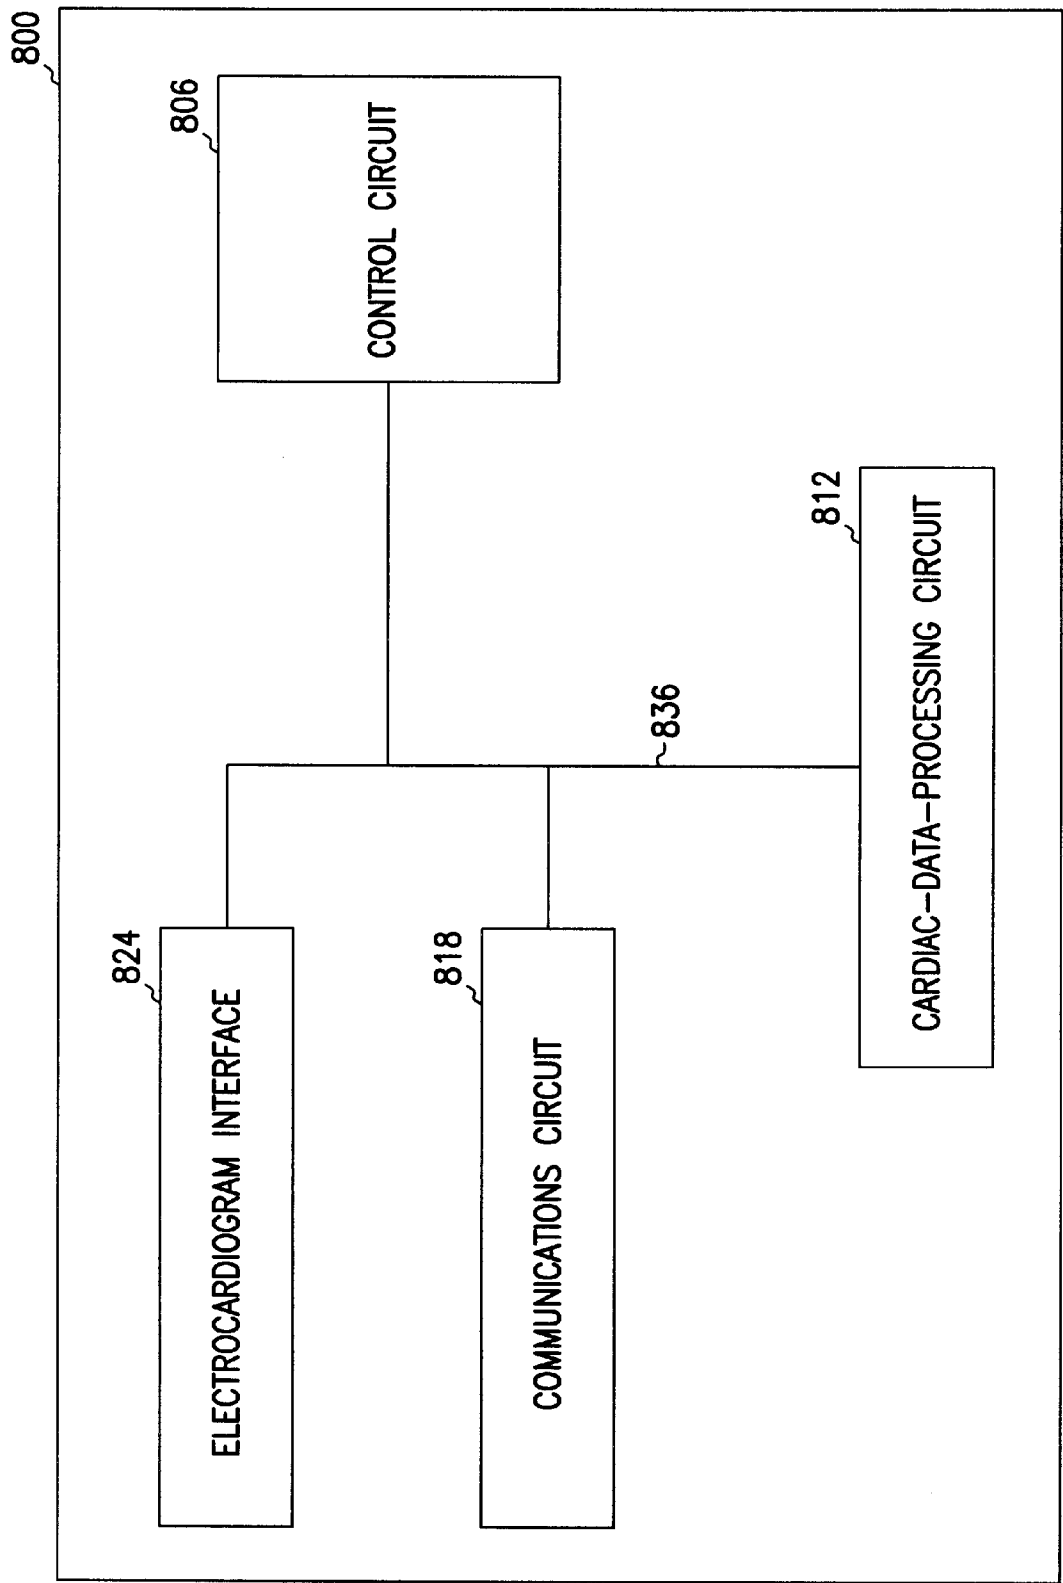 800
806
CONTROL CIRCUIT
824
ELECTROCARDIOGRAM INTERFACE
818
COMMUNICATIONS CIRCUIT
836
812
CARDIAC-DATA-PROCESSING CIRCUIT